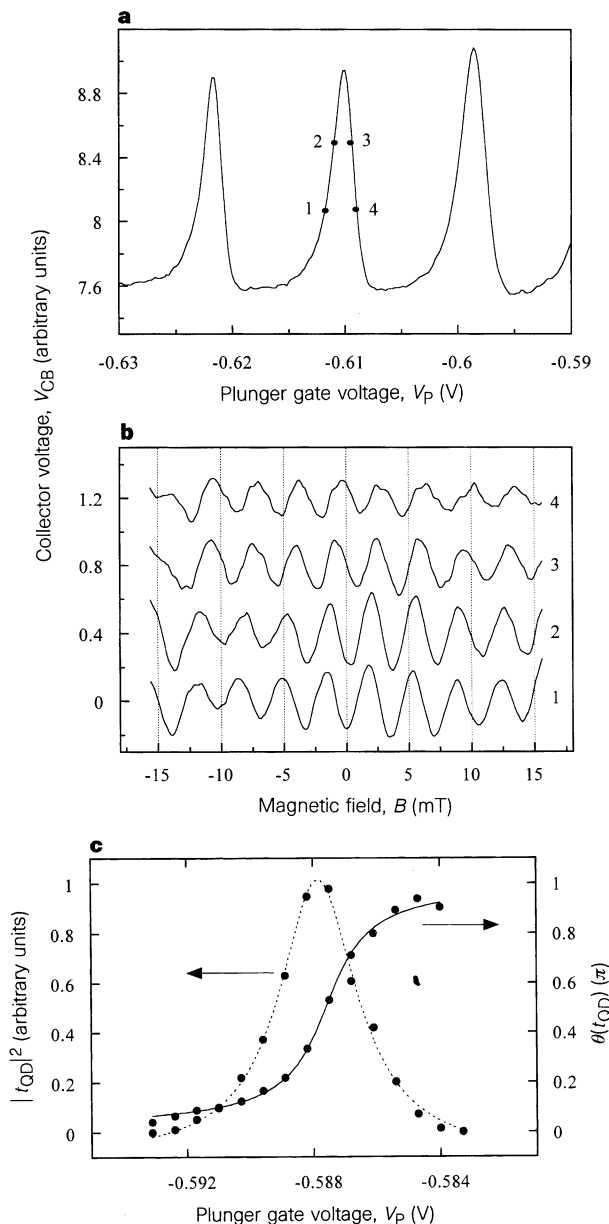 a
8.8
8.4
8
7.6
2 3
1 4
-0.63 -0.62 -0.61 -0.6 -0.59
Plunger gate voltage, VP (V)
Collector voltage, VCB (arbitrary units)
b
1.2
0.8
0.4
0
4
3
2
1
-15 -10 -5 0 5 10 15
Magnetic field, B (mT)
c
1
0.8
0.6
0.4
0.2
0
|tQD|² (arbitrary units)
1
0.8
0.6
0.4
0.2
0
θ(tQD) (π)
-0.592 -0.588 -0.584
Plunger gate voltage, VP (V)